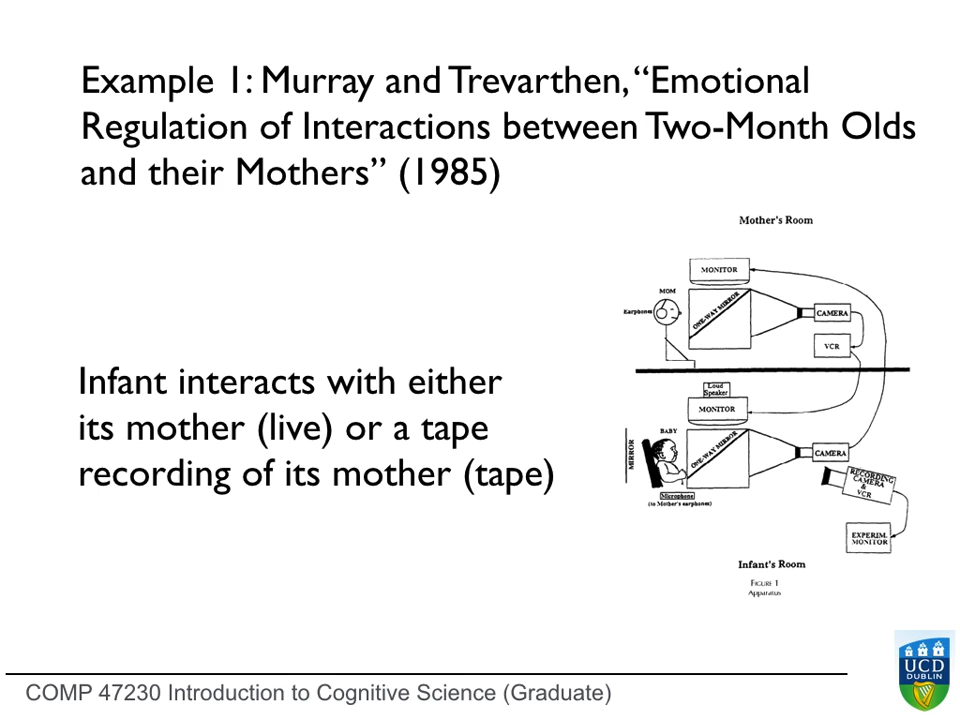 Example 1: Murray and Trevarthen, “Emotional
Regulation of Interactions between Two-Month Olds
and their Mothers” (1985)
Mother's Room
MONITOR
MOM
Earphones
ONE-WAY MIRROR
CAMERA
VCR
Infant interacts with either
its mother (live) or a tape
recording of its mother (tape)
Loud
Speaker
MONITOR
BABY
MIRROR
ONE-WAY MIRROR
CAMERA
RECORDING
CAMERA
&
VCR
Microphone
(to Mother's earphones)
EXPERIM.
MONITOR
Infant's Room
FIGURE 1
Apparatus
COMP 47230 Introduction to Cognitive Science (Graduate)
UCD
DUBLIN